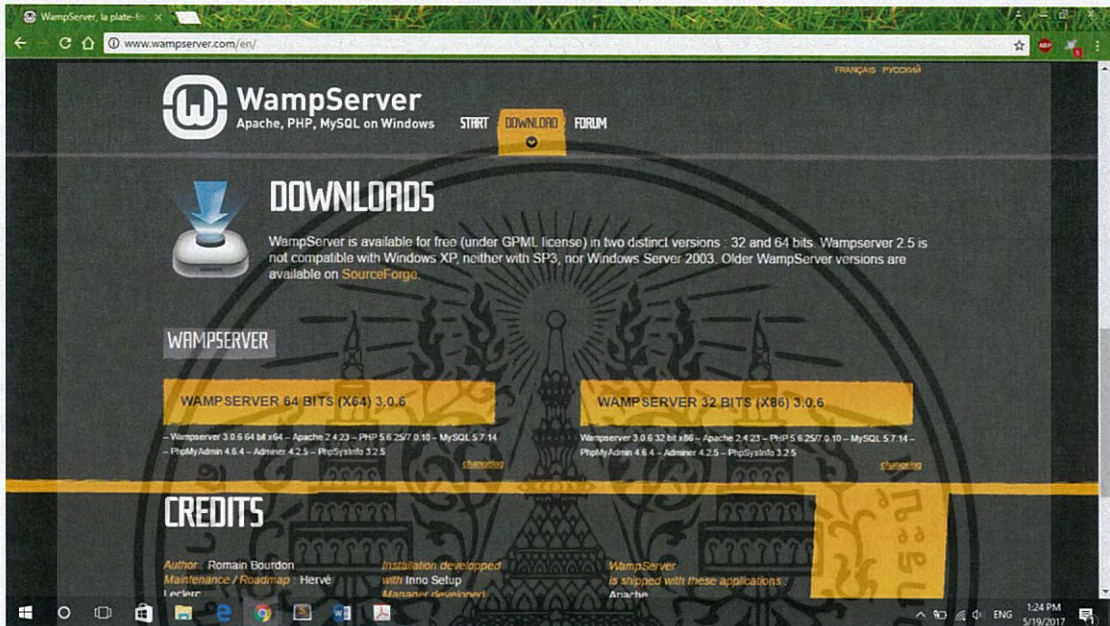 WampServer, la plate-fo
www.wampserver.com/en/
FRANÇAIS РУССКИЙ
WampServer
Apache, PHP, MySQL on Windows
START DOWNLOAD FORUM
DOWNLOADS
WampServer is available for free (under GPML license) in two distinct versions : 32 and 64 bits. Wampserver 2.5 is
not compatible with Windows XP, neither with SP3, nor Windows Server 2003. Older WampServer versions are
available on SourceForge.
WAMPSERVER
WAMPSERVER 64 BITS (X64) 3.0.6
– Wampserver 3.0.6 64 bit x64 – Apache 2.4.23 – PHP 5.6.25/7.0.10 – MySQL 5.7.14
– PhpMyAdmin 4.6.4 – Adminer 4.2.5 – PhpSysInfo 3.2.5
changelog
WAMPSERVER 32 BITS (X86) 3.0.6
Wampserver 3.0.6 32 bit x86 – Apache 2.4.23 – PHP 5.6.25/7.0.10 – MySQL 5.7.14 –
PhpMyAdmin 4.6.4 – Adminer 4.2.5 – PhpSysInfo 3.2.5
changelog
CREDITS
Author : Romain Bourdon
Maintenance / Roadmap : Hervé
Leclerc
Installation developped
with Inno Setup
Manager developed
WampServer
is shipped with these applications :
Apache
ENG
1:24 PM
5/19/2017